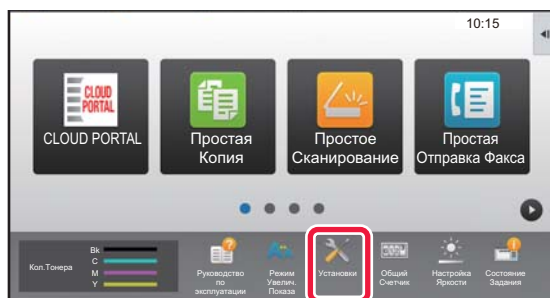 10:15
CLOUD
PORTAL
CLOUD PORTAL
Простая
Копия
Простое
Сканирование
Простая
Отправка Факса
Кол.Тонера
Bk
C
M
Y
Руководство
по
эксплуатации
Режим
Увелич.
Показа
Установки
Общий
Счетчик
Настройка
Яркости
Состояние
Задания